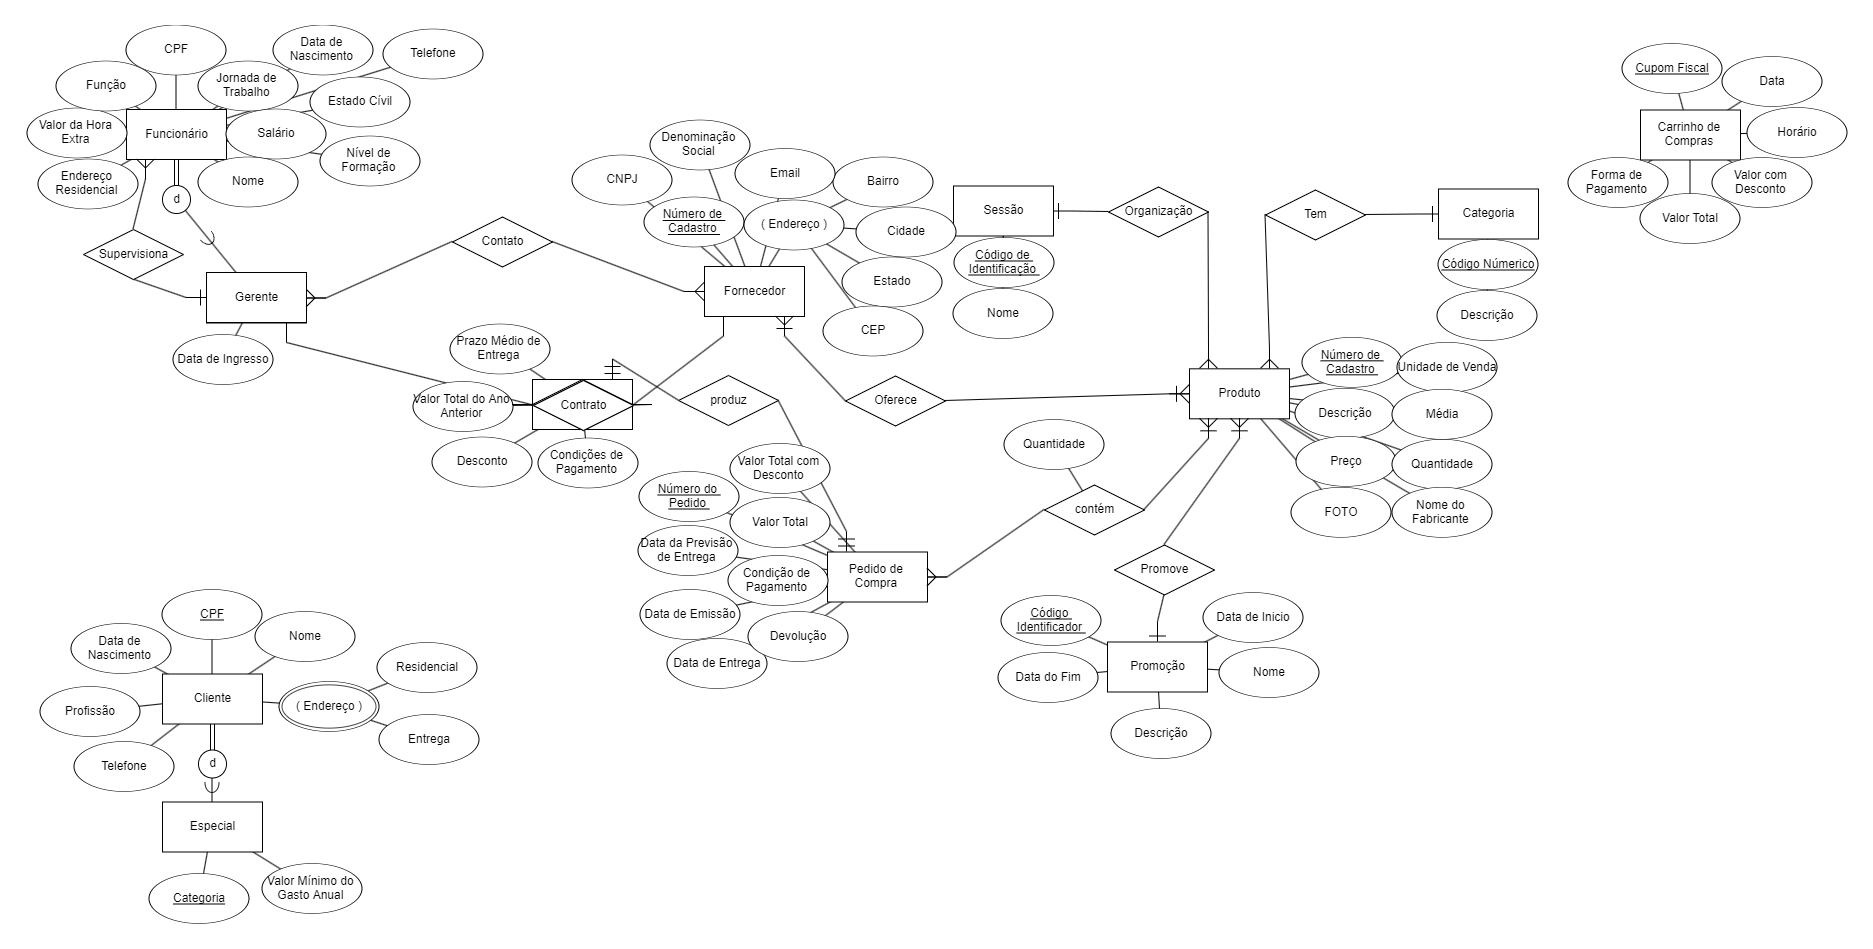 CPF
Data de
Nascimento
Telefone
Função
Jornada de
Trabalho
Estado Cívil
Valor da Hora
Extra
Funcionário
Salário
Nível de
Formação
Endereço
Residencial
d
Nome
Supervisiona
Gerente
Data de Ingresso
Contato
CNPJ
Denominação
Social
Email
Bairro
Número de
Cadastro
( Endereço )
Cidade
Estado
CEP
Fornecedor
Prazo Médio de
Entrega
Valor Total do Ano
Anterior
Contrato
Desconto
Condições de
Pagamento
produz
Oferece
Sessão
Código de
Identificação
Nome
Organização
Tem
Categoria
Código Númerico
Descrição
Cupom Fiscal
Data
Carrinho de
Compras
Horário
Forma de
Pagamento
Valor com
Desconto
Valor Total
Produto
Número de
Cadastro
Unidade de Venda
Descrição
Média
Preço
Quantidade
FOTO
Nome do
Fabricante
Quantidade
contém
Valor Total com
Desconto
Número do
Pedido
Valor Total
Data da Previsão
de Entrega
Condição de
Pagamento
Pedido de
Compra
Data de Emissão
Devolução
Data de Entrega
Promove
Código
Identificador
Data de Inicio
Promoção
Data do Fim
Nome
Descrição
CPF
Data de
Nascimento
Nome
Cliente
( Endereço )
Residencial
Entrega
Profissão
Telefone
d
Especial
Categoria
Valor Mínimo do
Gasto Anual